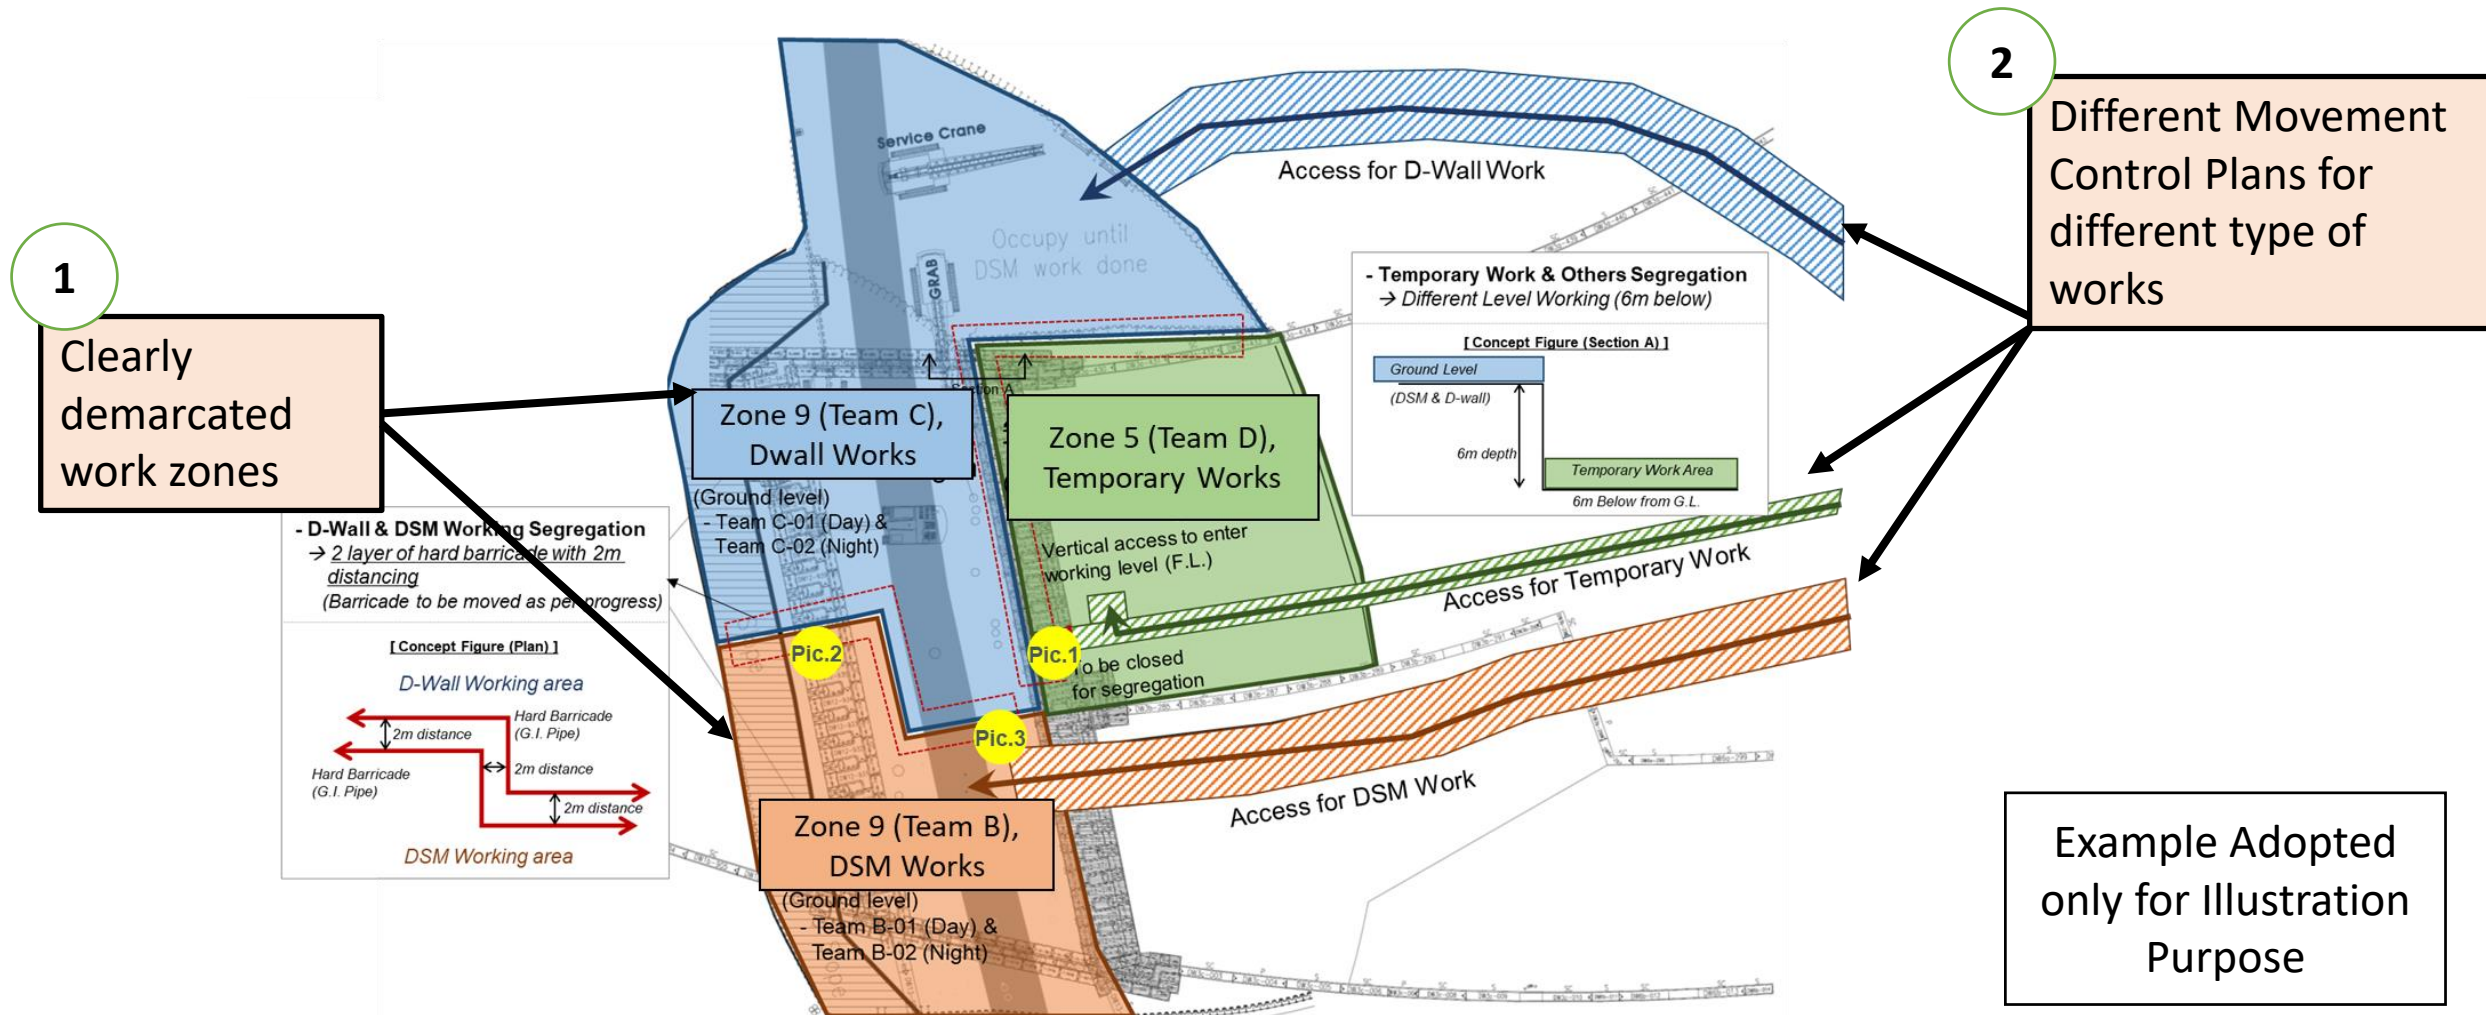 1
Clearly
demarcated
work zones
2
Different Movement
Control Plans for
different type of
works
Service Crane
Occupy until
DSM work done
GRAB
Access for D-Wall Work
- Temporary Work & Others Segregation
→ Different Level Working (6m below)
[ Concept Figure (Section A) ]
Ground Level
(DSM & D-wall)
6m depth
Temporary Work Area
6m Below from G.L.
Zone 9 (Team C),
Dwall Works
(Ground level)
- Team C-01 (Day) &
Team C-02 (Night)
Zone 5 (Team D),
Temporary Works
Vertical access to enter
working level (F.L.)
Access for Temporary Work
To be closed
for segregation
- D-Wall & DSM Working Segregation
→ 2 layer of hard barricade with 2m
distancing
(Barricade to be moved as per progress)
[ Concept Figure (Plan) ]
D-Wall Working area
Hard Barricade
(G.I. Pipe)
2m distance
2m distance
Hard Barricade
(G.I. Pipe)
2m distance
DSM Working area
Pic.2
Pic.1
Pic.3
Access for DSM Work
Zone 9 (Team B),
DSM Works
(Ground level)
- Team B-01 (Day) &
Team B-02 (Night)
Example Adopted
only for Illustration
Purpose